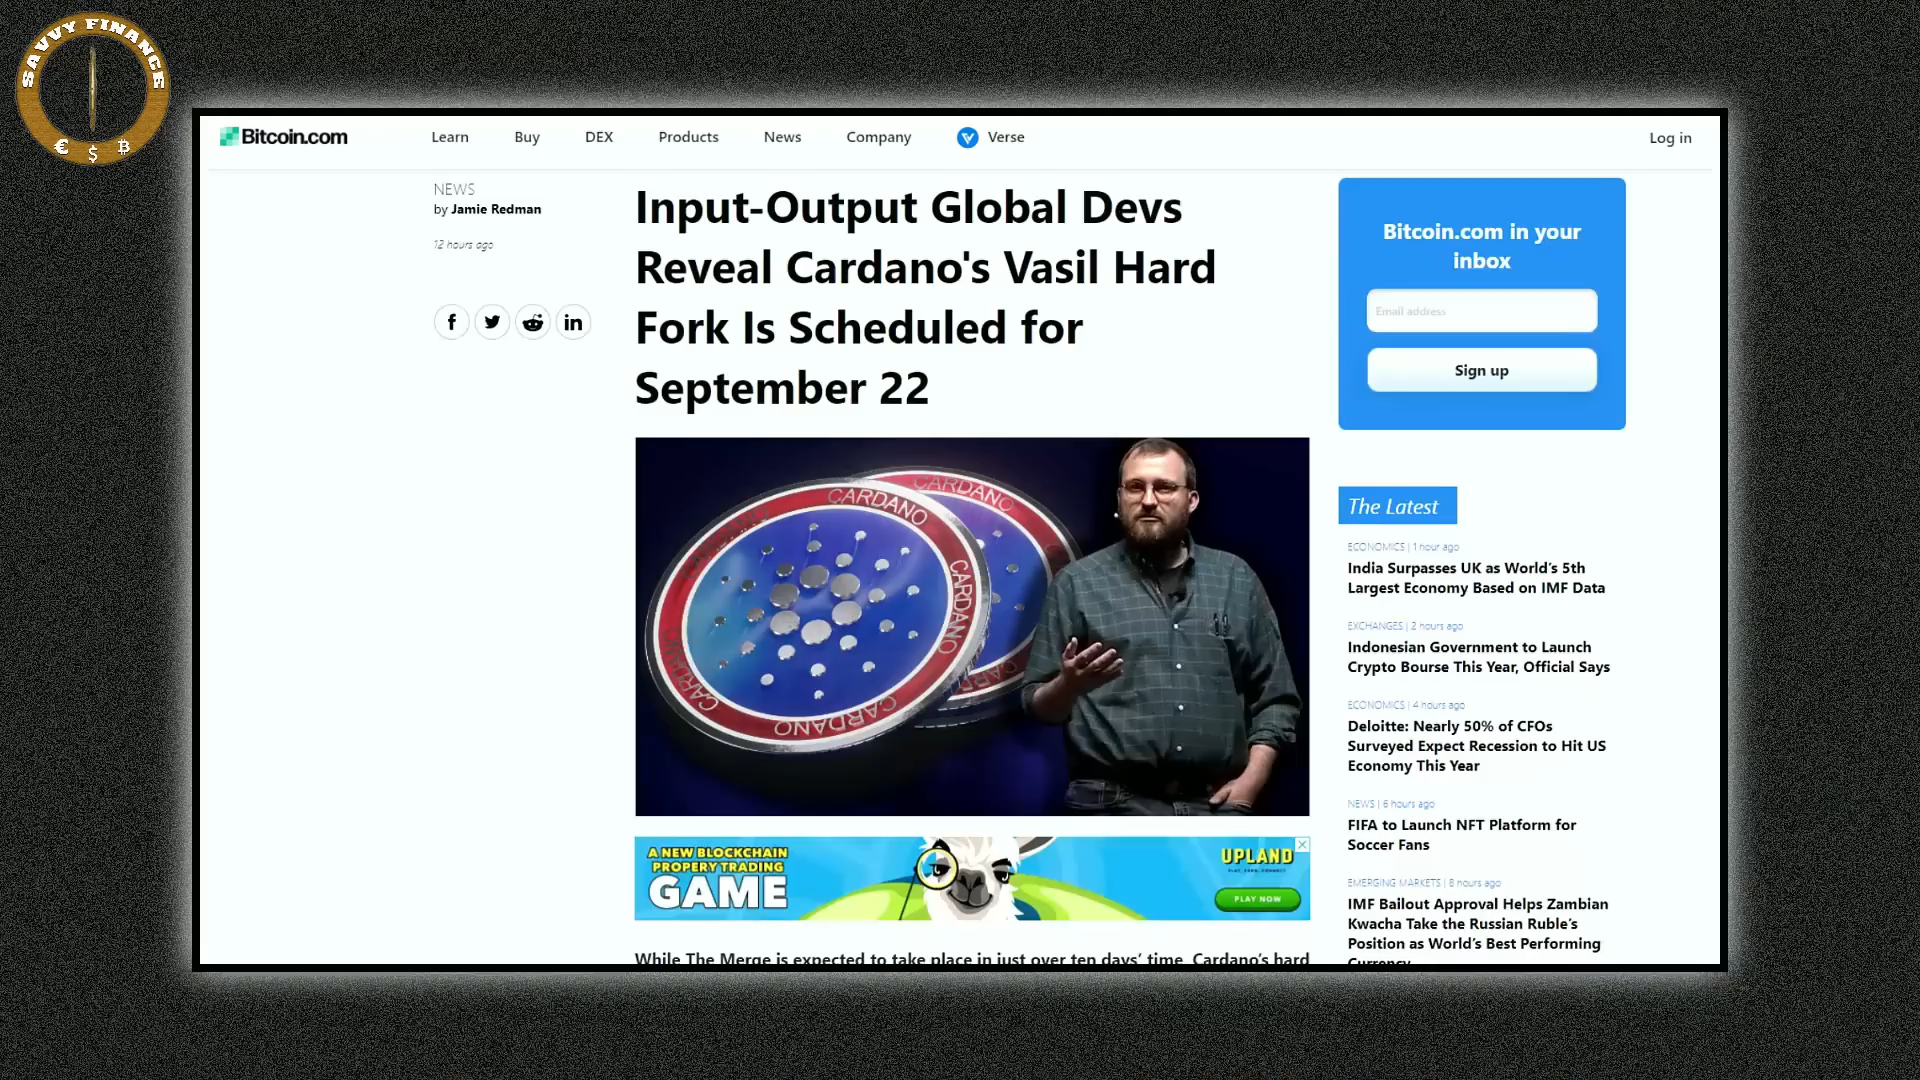 SAVVY FINANCE
€ $ ₿
Bitcoin.com
Learn
Buy
DEX
Products
News
Company
Verse
Log in
NEWS
by Jamie Redman
12 hours ago
Input-Output Global Devs
Reveal Cardano's Vasil Hard
Fork Is Scheduled for
September 22
CARDANO
CARDANO
CARDANO
CARDANO
CARDANO
CARDANO
A NEW BLOCKCHAIN
PROPERY TRADING
GAME
UPLAND
PLAY NOW
While The Merge is expected to take place in just over ten days’ time, Cardano’s hard
Bitcoin.com in your
inbox
Email address
Sign up
The Latest
ECONOMICS | 1 hour ago
India Surpasses UK as World’s 5th
Largest Economy Based on IMF Data
EXCHANGES | 2 hours ago
Indonesian Government to Launch
Crypto Bourse This Year, Official Says
ECONOMICS | 4 hours ago
Deloitte: Nearly 50% of CFOs
Surveyed Expect Recession to Hit US
Economy This Year
NEWS | 6 hours ago
FIFA to Launch NFT Platform for
Soccer Fans
EMERGING MARKETS | 8 hours ago
IMF Bailout Approval Helps Zambian
Kwacha Take the Russian Ruble’s
Position as World’s Best Performing
Currency